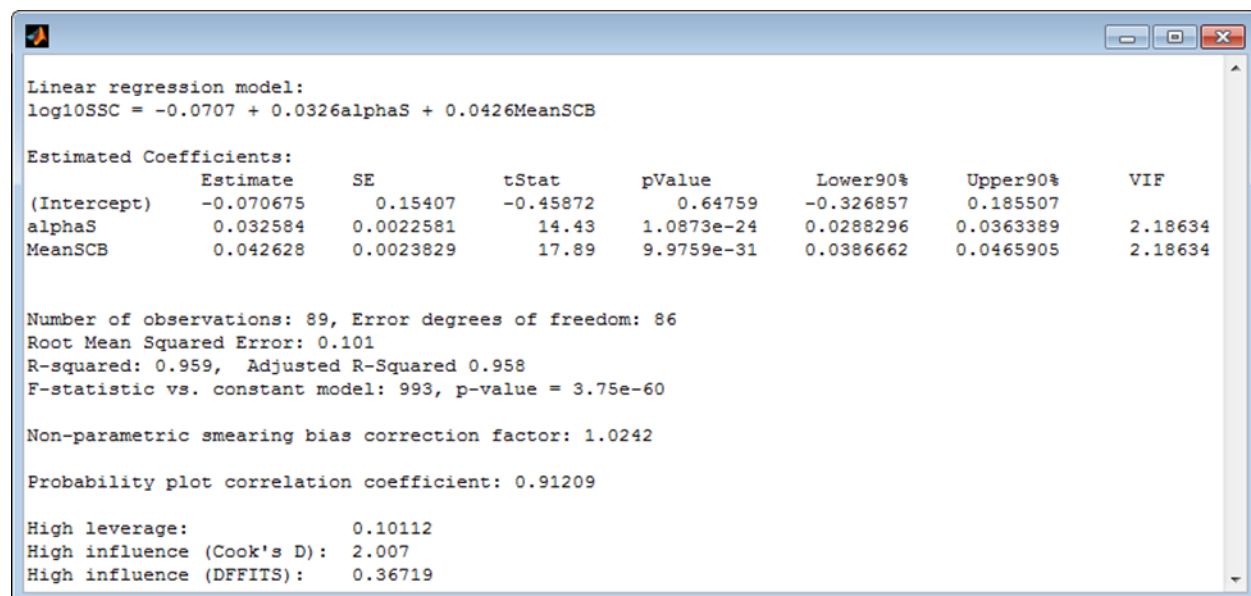 Linear regression model:
log10SSC = -0.0707 + 0.0326alphaS + 0.0426MeanSCB
Estimated Coefficients:
Estimate SE tStat pValue Lower90% Upper90% VIF
(Intercept) -0.070675 0.15407 -0.45872 0.64759 -0.326857 0.185507
alphaS 0.032584 0.0022581 14.43 1.0873e-24 0.0288296 0.0363389 2.18634
MeanSCB 0.042628 0.0023829 17.89 9.9759e-31 0.0386662 0.0465905 2.18634
Number of observations: 89, Error degrees of freedom: 86
Root Mean Squared Error: 0.101
R-squared: 0.959, Adjusted R-Squared 0.958
F-statistic vs. constant model: 993, p-value = 3.75e-60
Non-parametric smearing bias correction factor: 1.0242
Probability plot correlation coefficient: 0.91209
High leverage: 0.10112
High influence (Cook's D): 2.007
High influence (DFFITS): 0.36719